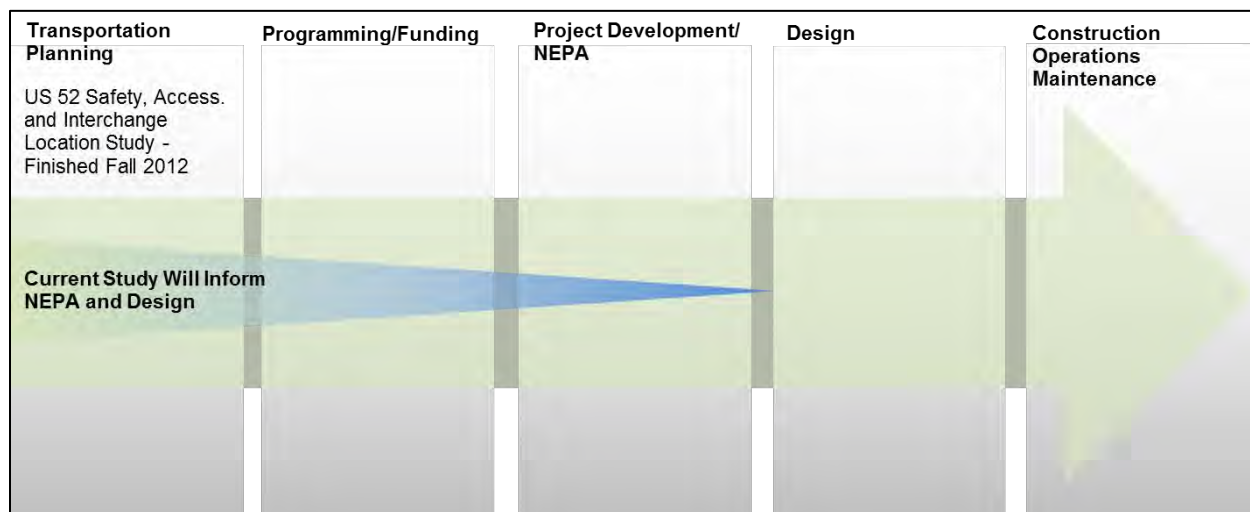 Transportation
Planning
US 52 Safety, Access.
and Interchange
Location Study -
Finished Fall 2012
Current Study Will Inform
NEPA and Design
Programming/Funding
Project Development/
NEPA
Design
Construction
Operations
Maintenance